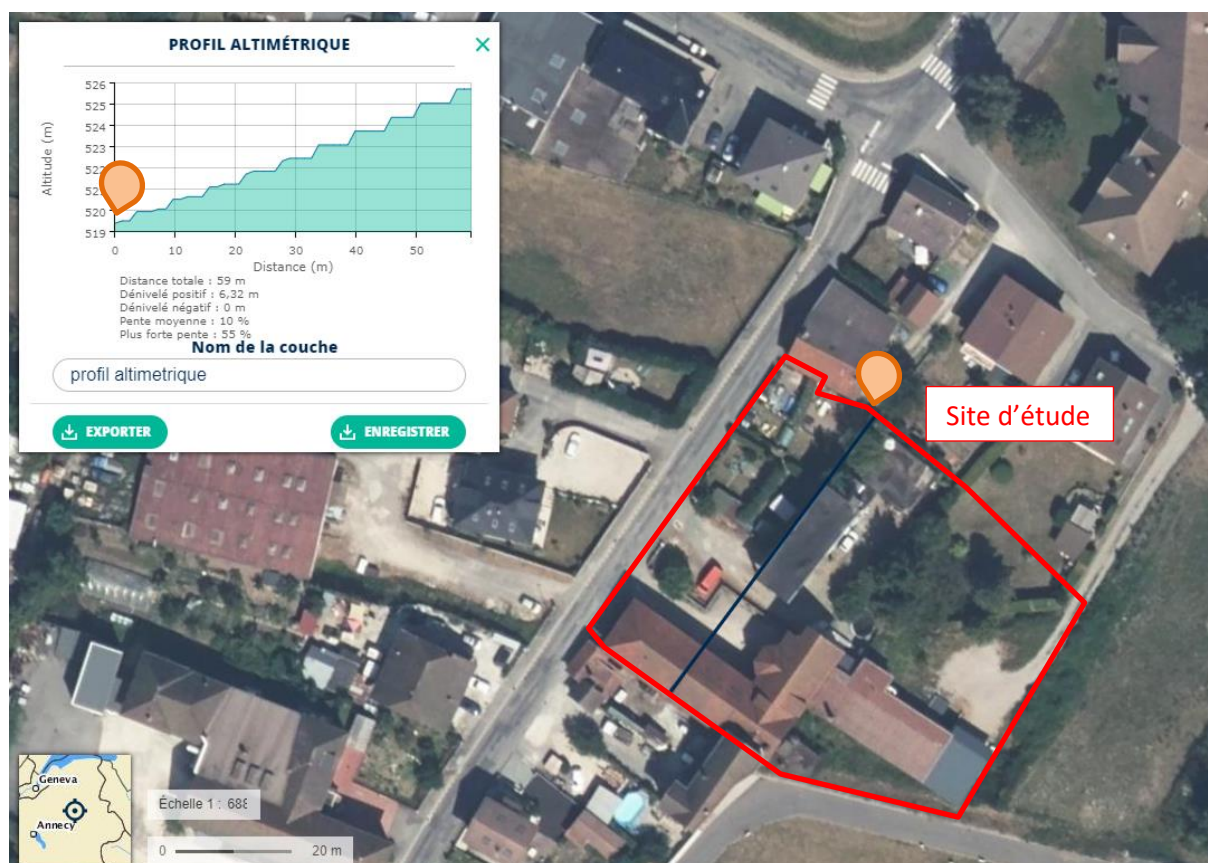 PROFIL ALTIMÉTRIQUE
526
525
524
523
522
521
520
519
Altitude (m)
0 10 20 30 40 50
Distance (m)
Distance totale : 59 m
Dénivelé positif : 6,32 m
Dénivelé négatif : 0 m
Pente moyenne : 10 %
Plus forte pente : 55 %
Nom de la couche
profil altimetrique
EXPORTER
ENREGISTRER
Site d’étude
Geneva
Annecy
Échelle 1 : 688
0 20 m